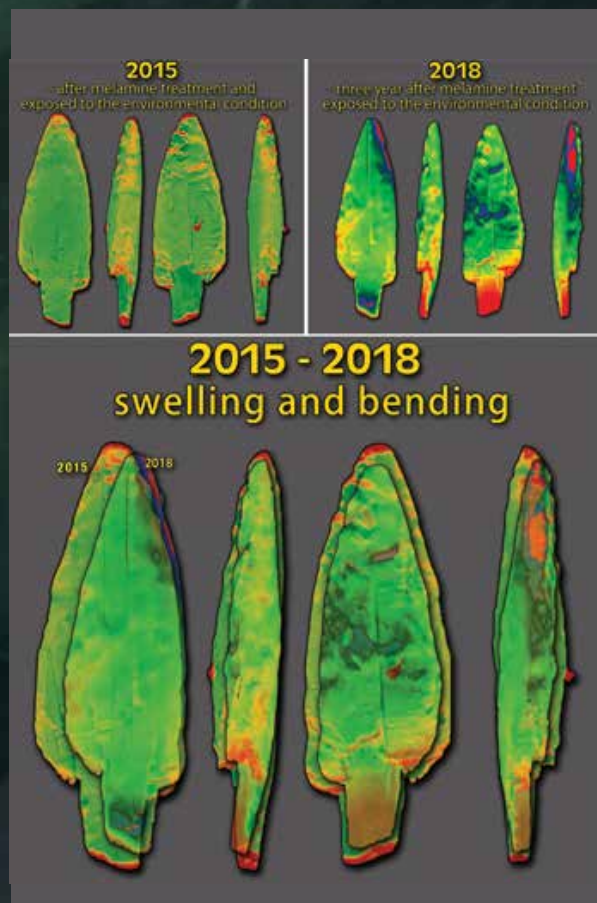 2015
after melamine treatment and
exposed to the environmental condition
2018
three year after melamine treatment
exposed to the environmental condition
2015 - 2018
swelling and bending
2015
2018